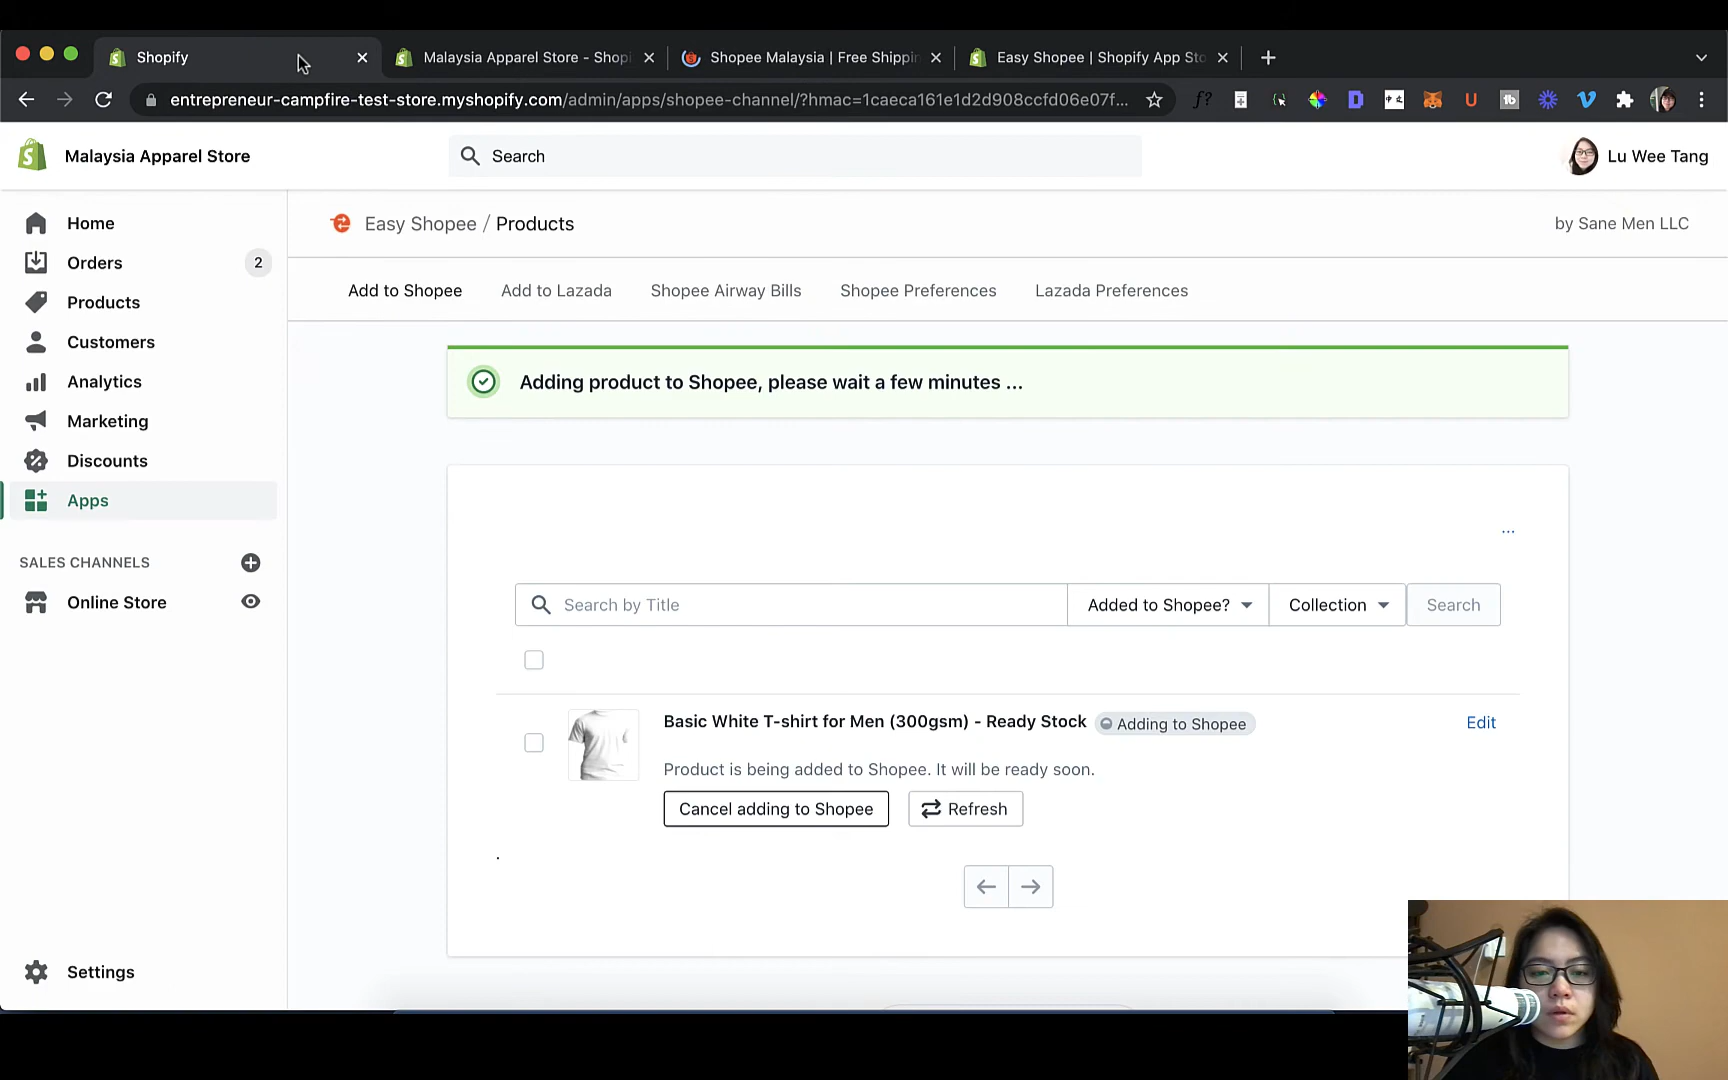 Shopify
Malaysia Apparel Store - Shopi
Shopee Malaysia | Free Shippin
Easy Shopee | Shopify App Sto
entrepreneur-campfire-test-store.myshopify.com/admin/apps/shopee-channel/?hmac=1caeca161e1d2d908ccfd06e07f...
Malaysia Apparel Store
Search
Lu Wee Tang
Home
Orders 2
Products
Customers
Analytics
Marketing
Discounts
Apps
SALES CHANNELS
Online Store
Settings
Easy Shopee / Products
by Sane Men LLC
Add to Shopee
Add to Lazada
Shopee Airway Bills
Shopee Preferences
Lazada Preferences
Adding product to Shopee, please wait a few minutes ...
...
Search by Title
Added to Shopee?
Collection
Search
Basic White T-shirt for Men (300gsm) - Ready Stock
Adding to Shopee
Edit
Product is being added to Shopee. It will be ready soon.
Cancel adding to Shopee
Refresh
.